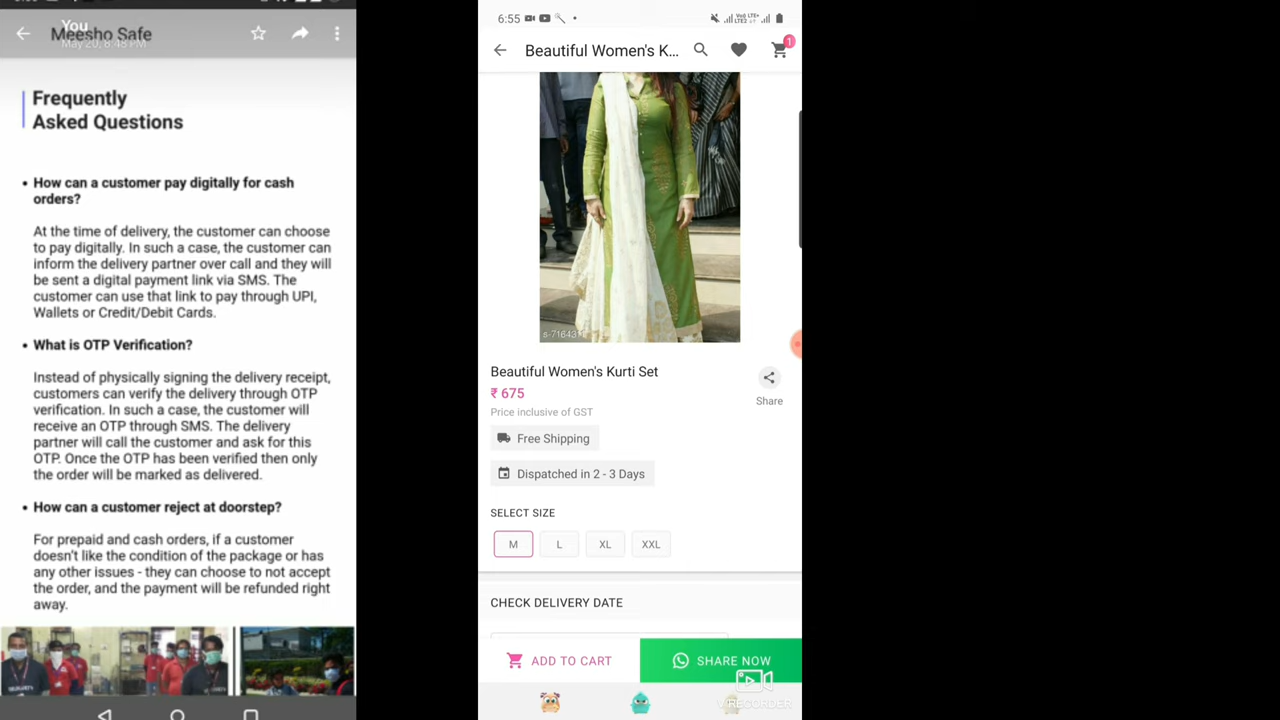 You
Meesho Safe
May 20, 8:48 PM
Frequently
Asked Questions
• How can a customer pay digitally for cash
orders?
At the time of delivery, the customer can choose
to pay digitally. In such a case, the customer can
inform the delivery partner over call and they will
be sent a digital payment link via SMS. The
customer can use that link to pay through UPI,
Wallets or Credit/Debit Cards.
• What is OTP Verification?
Instead of physically signing the delivery receipt,
customers can verify the delivery through OTP
verification. In such a case, the customer will
receive an OTP through SMS. The delivery
partner will call the customer and ask for this
OTP. Once the OTP has been verified then only
the order will be marked as delivered.
• How can a customer reject at doorstep?
For prepaid and cash orders, if a customer
doesn't like the condition of the package or has
any other issues - they can choose to not accept
the order, and the payment will be refunded right
away.
6:55
Beautiful Women's K...
1
Beautiful Women's Kurti Set
₹ 675
Price inclusive of GST
Share
Free Shipping
Dispatched in 2 - 3 Days
SELECT SIZE
M L XL XXL
CHECK DELIVERY DATE
ADD TO CART
SHARE NOW